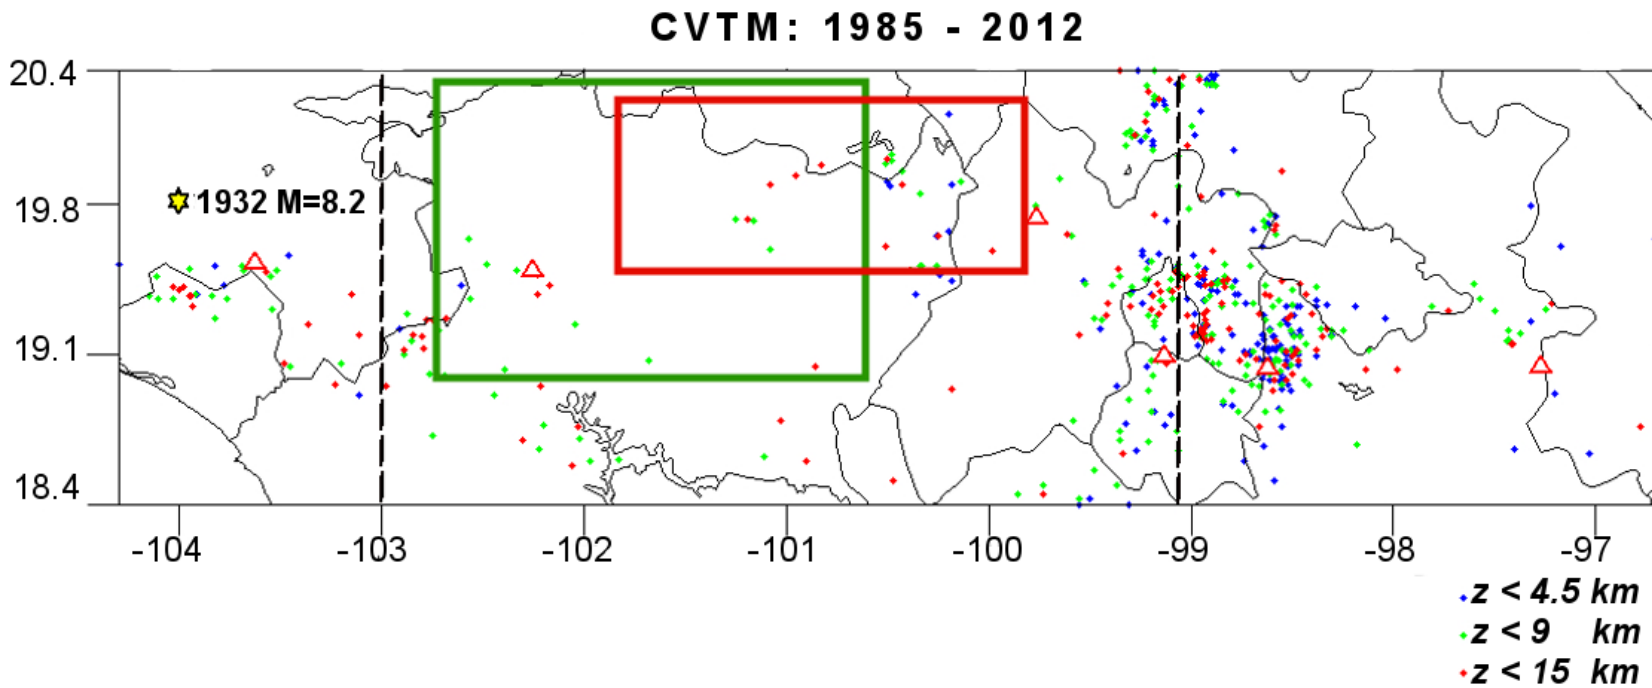 CVTM: 1985 - 2012
20.4
19.8
19.1
18.4
1932 M=8.2
-104 -103 -102 -101 -100 -99 -98 -97
z < 4.5 km
z < 9 km
z < 15 km